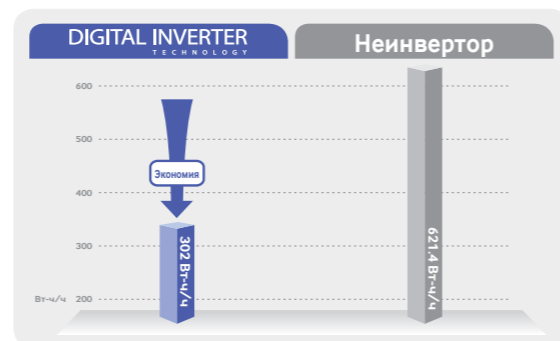 DIGITAL INVERTER
TECHNOLOGY
Неинвертор
600
500
Экономия
400
300
302 Вт-ч/ч
621.4 Вт-ч/ч
Вт-ч/ч 200